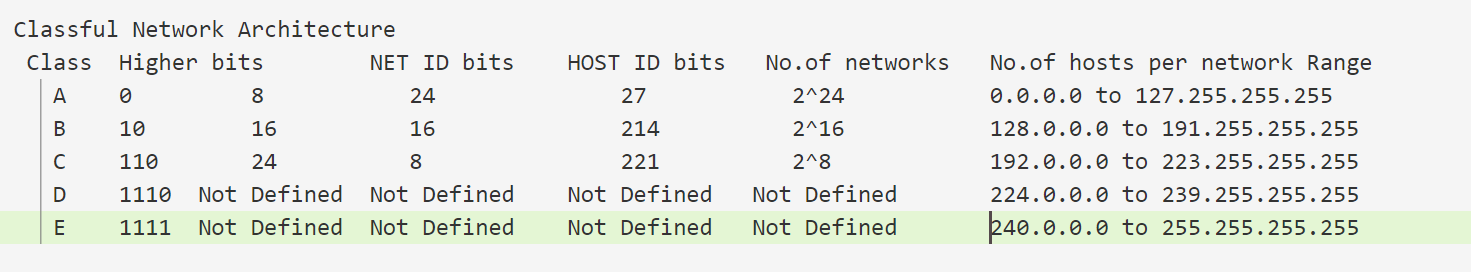 Classful Network Architecture
Class Higher bits NET ID bits HOST ID bits No.of networks No.of hosts per network Range
A 0 8 24 27 2^24 0.0.0.0 to 127.255.255.255
B 10 16 16 214 2^16 128.0.0.0 to 191.255.255.255
C 110 24 8 221 2^8 192.0.0.0 to 223.255.255.255
D 1110 Not Defined Not Defined Not Defined Not Defined 224.0.0.0 to 239.255.255.255
E 1111 Not Defined Not Defined Not Defined Not Defined 240.0.0.0 to 255.255.255.255